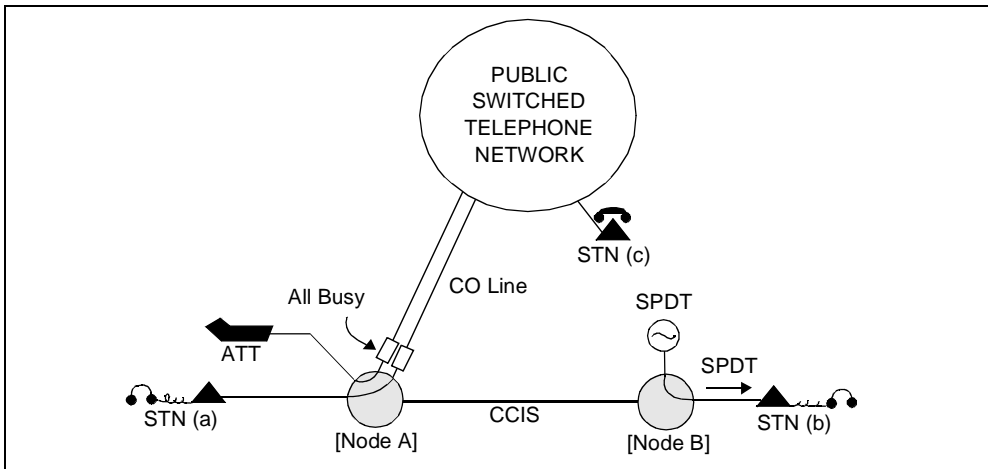 PUBLIC
SWITCHED
TELEPHONE
NETWORK
STN (c)
CO Line
All Busy
SPDT
ATT
SPDT
STN (a)
CCIS
STN (b)
[Node A]
[Node B]